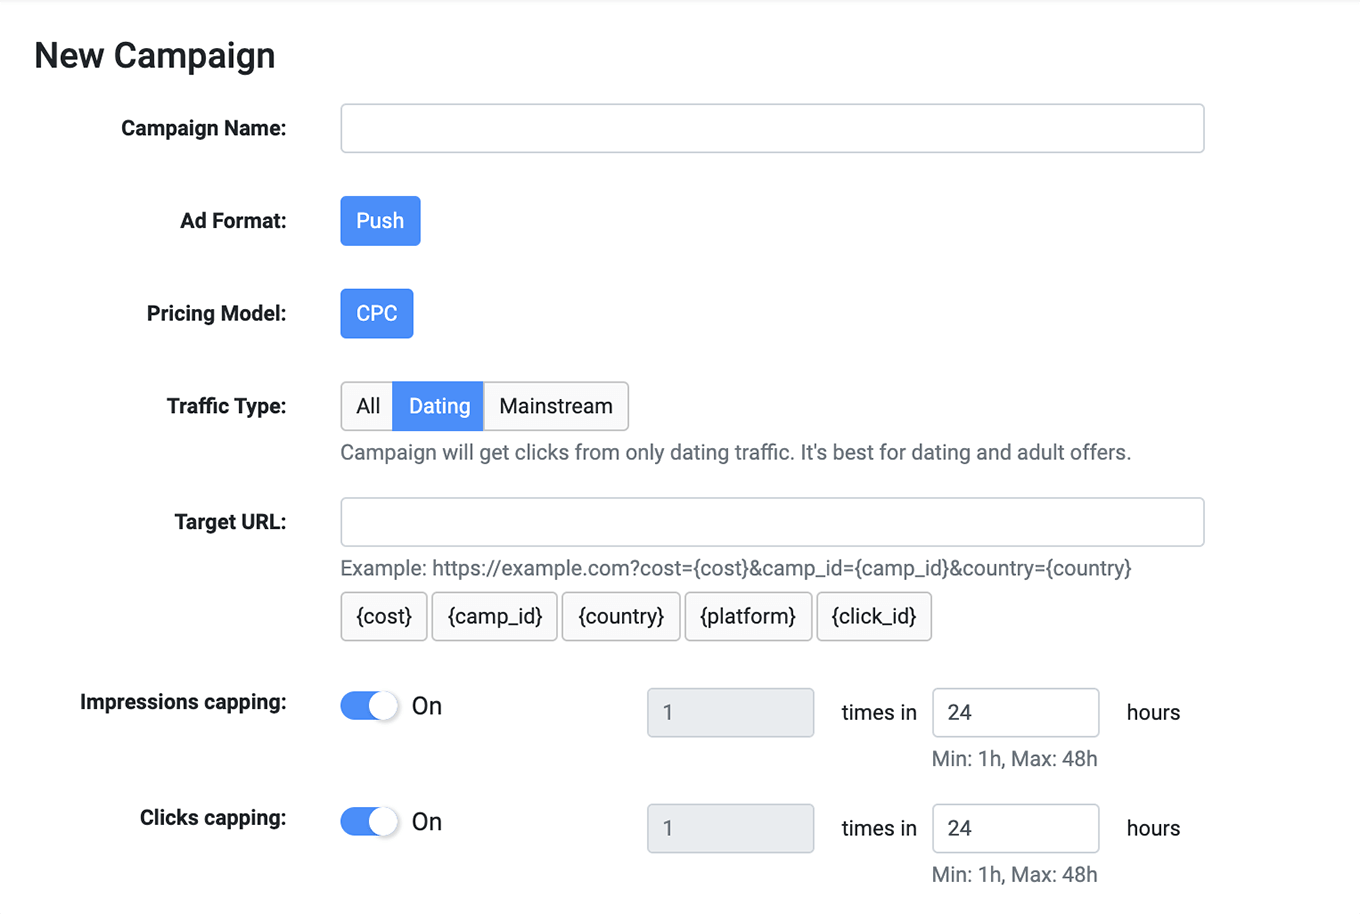 New Campaign
Campaign Name:
Ad Format: Push
Pricing Model: CPC
Traffic Type: All Dating Mainstream
Campaign will get clicks from only dating traffic. It's best for dating and adult offers.
Target URL:
Example: https://example.com?cost={cost}&camp_id={camp_id}&country={country}
{cost} {camp_id} {country} {platform} {click_id}
Impressions capping: On 1 times in 24 hours
Min: 1h, Max: 48h
Clicks capping: On 1 times in 24 hours
Min: 1h, Max: 48h